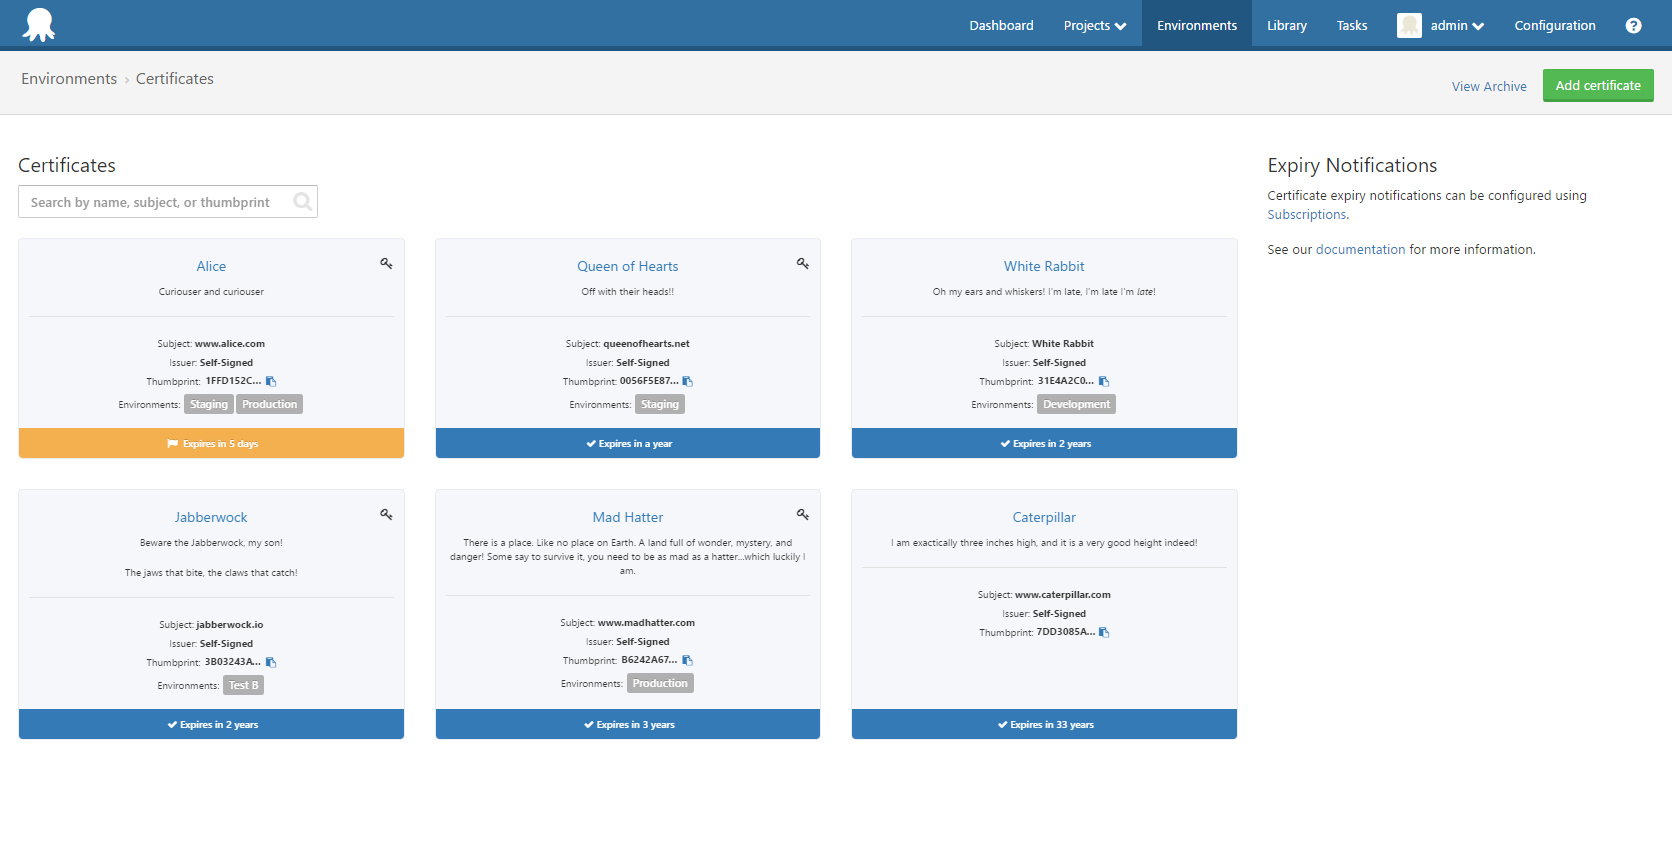 Dashboard
Projects
Environments
Library
Tasks
admin
Configuration
?
Environments › Certificates
View Archive
Add certificate
Certificates
Search by name, subject, or thumbprint
Alice
Curiouser and curiouser
Subject: www.alice.com
Issuer: Self-Signed
Thumbprint: 1FFD152C...
Environments: Staging Production
Expires in 5 days
Queen of Hearts
Off with their heads!!
Subject: queenofhearts.net
Issuer: Self-Signed
Thumbprint: 0056F5E87...
Environments: Staging
Expires in a year
White Rabbit
Oh my ears and whiskers! I'm late, I'm late I'm late!
Subject: White Rabbit
Issuer: Self-Signed
Thumbprint: 31E4A2C0...
Environments: Development
Expires in 2 years
Jabberwock
Beware the Jabberwock, my son!
The jaws that bite, the claws that catch!
Subject: jabberwock.io
Issuer: Self-Signed
Thumbprint: 3B03243A...
Environments: Test B
Expires in 2 years
Mad Hatter
There is a place. Like no place on Earth. A land full of wonder, mystery, and
danger! Some say to survive it, you need to be as mad as a hatter...which luckily I
am.
Subject: www.madhatter.com
Issuer: Self-Signed
Thumbprint: B6242A67...
Environments: Production
Expires in 3 years
Caterpillar
I am exactically three inches high, and it is a very good height indeed!
Subject: www.caterpillar.com
Issuer: Self-Signed
Thumbprint: 7DD3085A...
Expires in 33 years
Expiry Notifications
Certificate expiry notifications can be configured using
Subscriptions.
See our documentation for more information.